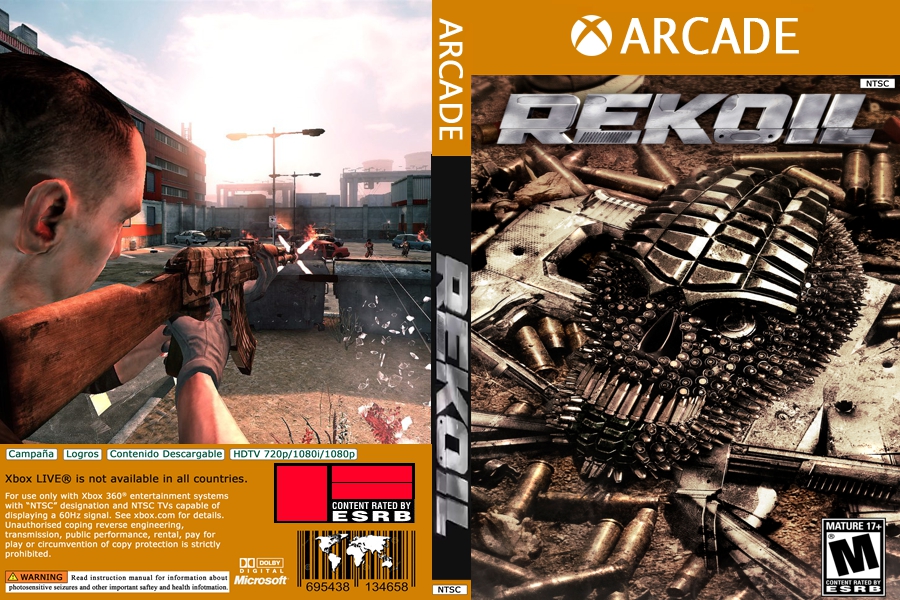 Campaña Logros Contenido Descargable HDTV 720p/1080i/1080p
Xbox LIVE® is not available in all countries.
For use only with Xbox 360® entertainment systems
with “NTSC” designation and NTSC TVs capable of
displaying a 60Hz signal. See xbox.com for details.
Unauthorised coping reverse engineering,
transmission, public performance, rental, pay for
play or circumvention of copy protection is strictly
prohibited.
WARNING Read instruction manual for information about
photosensitive seizures and other important saftey and health infotmation.
DOLBY
DIGITAL
Microsoft®
CONTENT RATED BY
ESRB
695438 134658
ARCADE
REKOIL
NTSC
ARCADE
NTSC
REKOIL
MATURE 17+
M®
CONTENT RATED BY
ESRB